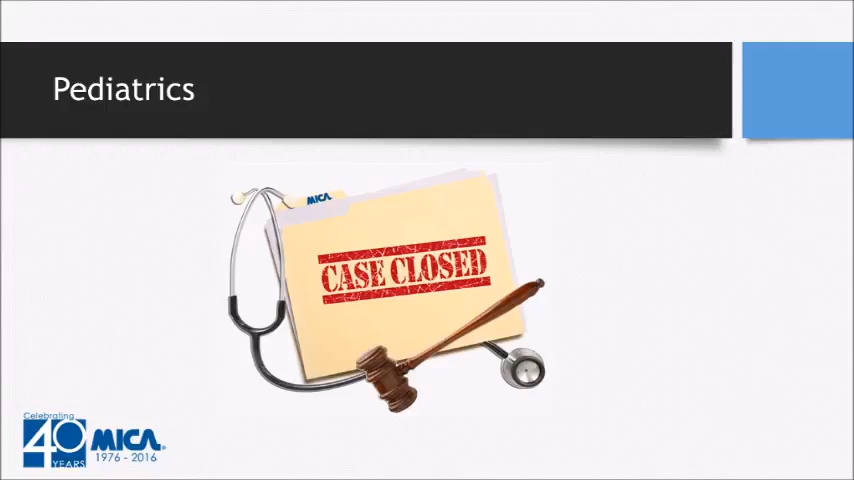 Pediatrics
MICA
CASE CLOSED
Celebrating
40 MICA®
YEARS 1976 - 2016